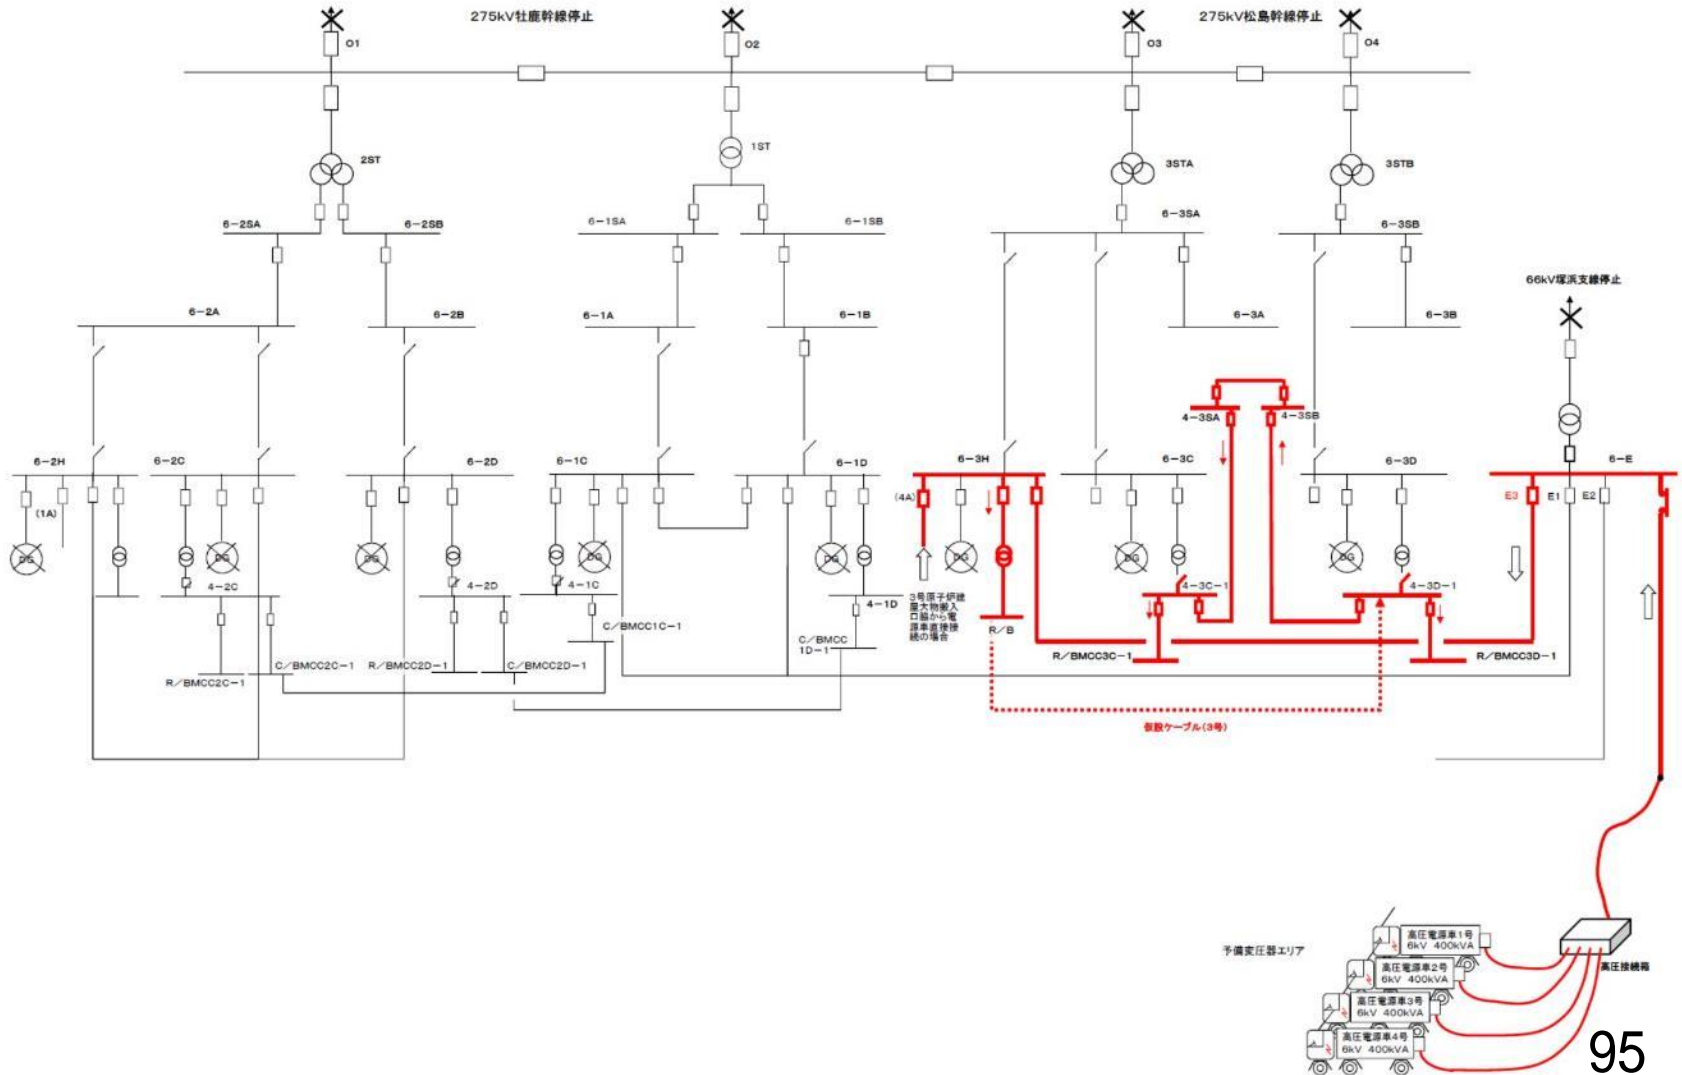 275kV牡鹿幹線停止
275kV松島幹線停止
O1
O2
O3
O4
2ST
1ST
3STA
3STB
6-2SA
6-2SB
6-1SA
6-1SB
6-3SA
6-3SB
66kV塚浜支線停止
6-2A
6-2B
6-1A
6-1B
6-3A
6-3B
4-3SA
4-3SB
6-2H
6-2C
6-2D
6-1C
6-1D
6-3H
6-3C
6-3D
6-E
(1A)
(4A)
E3
E1
E2
DG
DG
DG
DG
DG
DG
DG
DG
4-2C
4-2D
4-1C
4-1D
4-3C-1
4-3D-1
3号原子炉建
屋大物搬入
口脇から電
源車直接接
続の場合
R/B
C/BMCC1C-1
C/BMCC
1D-1
R/BMCC3C-1
R/BMCC3D-1
R/BMCC2C-1
C/BMCC2C-1
R/BMCC2D-1
C/BMCC2D-1
仮設ケーブル(3号)
予備変圧器エリア
高圧電源車1号
6kV 400kVA
高圧電源車2号
6kV 400kVA
高圧電源車3号
6kV 400kVA
高圧電源車4号
6kV 400kVA
高圧接続箱
95